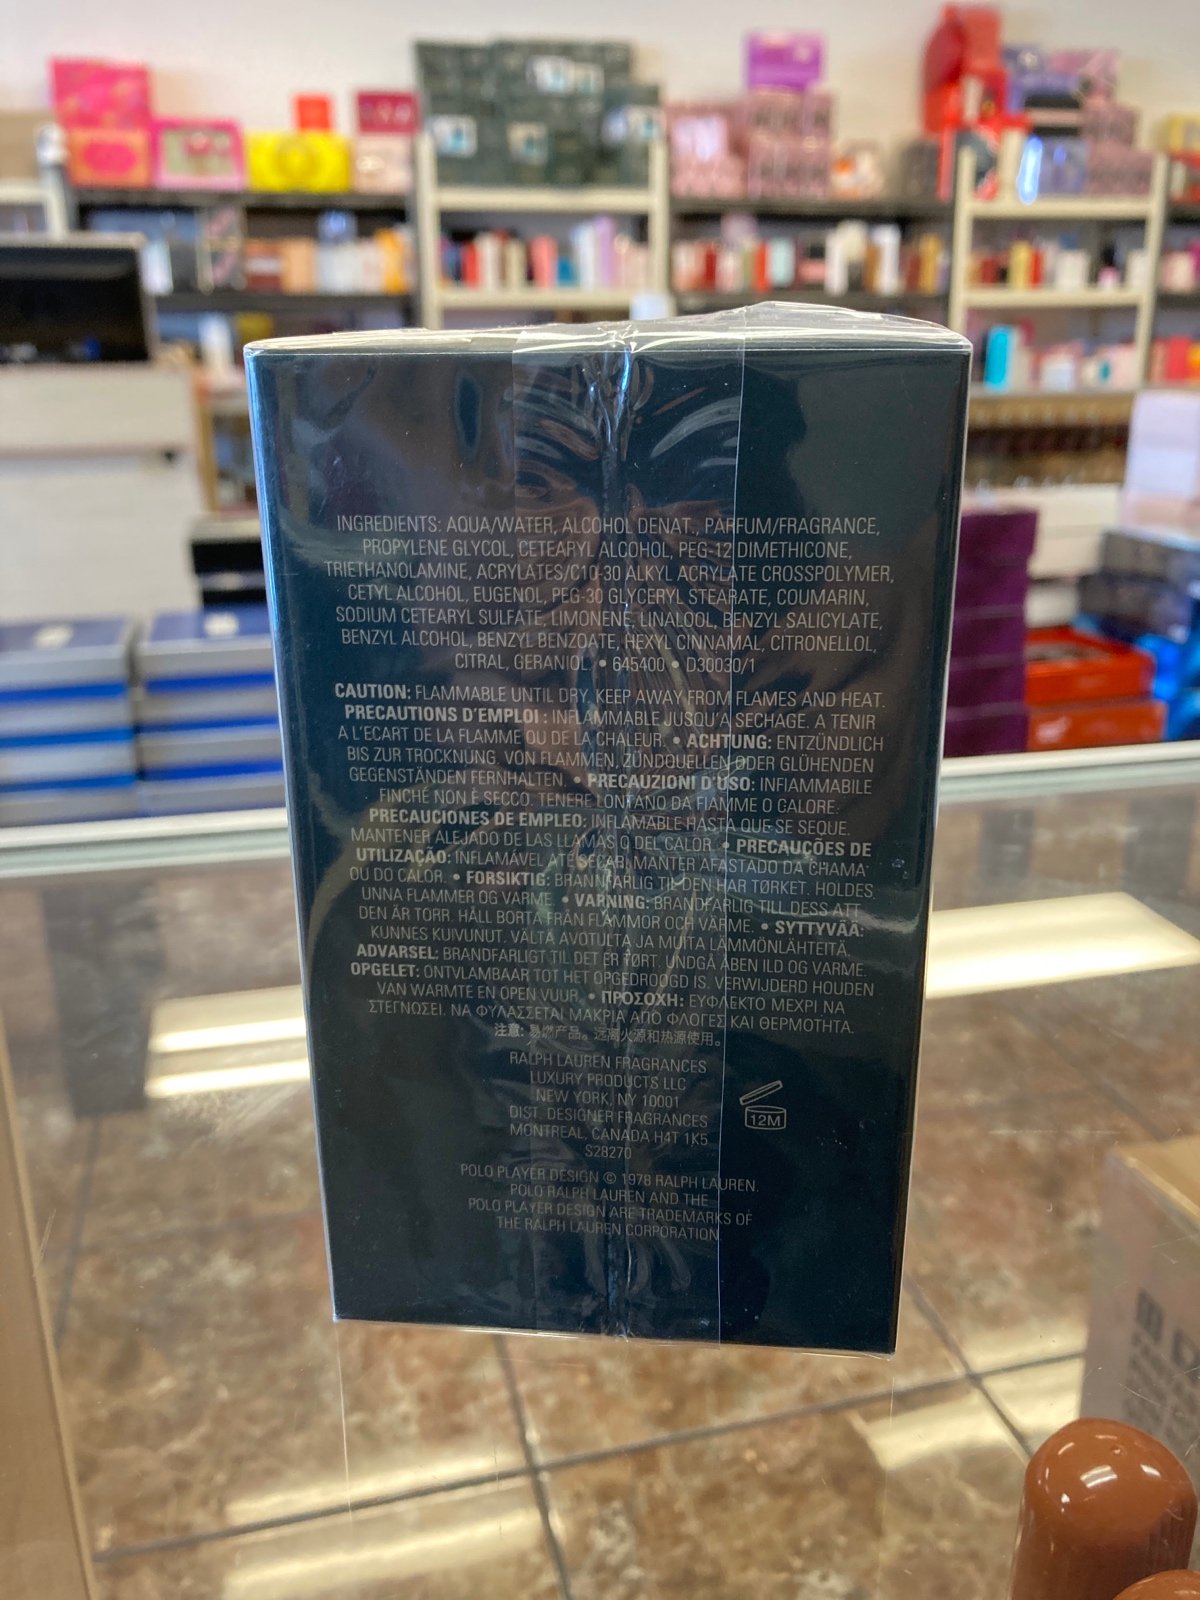 INGREDIENTS: AQUA/WATER, ALCOHOL DENAT., PARFUM/FRAGRANCE,
PROPYLENE GLYCOL, CETEARYL ALCOHOL, PEG-12 DIMETHICONE,
TRIETHANOLAMINE, ACRYLATES/C10-30 ALKYL ACRYLATE CROSSPOLYMER,
CETYL ALCOHOL, EUGENOL, PEG-30 GLYCERYL STEARATE, COUMARIN,
SODIUM CETEARYL SULFATE, LIMONENE, LINALOOL, BENZYL SALICYLATE,
BENZYL ALCOHOL, BENZYL BENZOATE, HEXYL CINNAMAL, CITRONELLOL,
CITRAL, GERANIOL • 645400 • D30030/1
CAUTION: FLAMMABLE UNTIL DRY. KEEP AWAY FROM FLAMES AND HEAT.
PRECAUTIONS D'EMPLOI : INFLAMMABLE JUSQU'A SECHAGE. A TENIR
A L'ECART DE LA FLAMME OU DE LA CHALEUR. • ACHTUNG: ENTZÜNDLICH
BIS ZUR TROCKNUNG. VON FLAMMEN, ZÜNDQUELLEN ODER GLÜHENDEN
GEGENSTÄNDEN FERNHALTEN. • PRECAUZIONI D'USO: INFIAMMABILE
FINCHÉ NON È SECCO. TENERE LONTANO DA FIAMME O CALORE.
PRECAUCIONES DE EMPLEO: INFLAMABLE HASTA QUE SE SEQUE.
MANTENER ALEJADO DE LAS LLAMAS O DEL CALOR. • PRECAUÇÕES DE
UTILIZAÇÃO: INFLAMÁVEL ATÉ SECAR. MANTER AFASTADO DA CHAMA
OU DO CALOR. • FORSIKTIG: BRANNFARLIG TIL DEN HAR TØRKET. HOLDES
UNNA FLAMMER OG VARME. • VARNING: BRANDFARLIG TILL DESS ATT
DEN ÄR TORR. HÅLL BORTA FRÅN FLAMMOR OCH VÄRME. • SYTTYVÄÄ:
KUNNES KUIVUNUT. VÄLTÄ AVOTULTA JA MUITA LÄMMÖNLÄHTEITÄ.
ADVARSEL: BRANDFARLIGT TIL DET ER TØRT. UNDGÅ ÅBEN ILD OG VARME.
OPGELET: ONTVLAMBAAR TOT HET OPGEDROOGD IS. VERWIJDERD HOUDEN
VAN WARMTE EN OPEN VUUR. • ΠΡΟΣΟΧΗ: ΕΥΦΛΕΚΤΟ ΜΕΧΡΙ ΝΑ
ΣΤΕΓΝΩΣΕΙ. ΝΑ ΦΥΛΑΣΣΕΤΑΙ ΜΑΚΡΙΑ ΑΠΟ ΦΛΟΓΕΣ ΚΑΙ ΘΕΡΜΟΤΗΤΑ.
注意: 易燃产品。远离火源和热源使用。
RALPH LAUREN FRAGRANCES
LUXURY PRODUCTS LLC
NEW YORK, NY 10001
DIST. DESIGNER FRAGRANCES
MONTREAL, CANADA H4T 1K5
S28270
12M
POLO PLAYER DESIGN © 1978 RALPH LAUREN.
POLO RALPH LAUREN AND THE
POLO PLAYER DESIGN ARE TRADEMARKS OF
THE RALPH LAUREN CORPORATION.